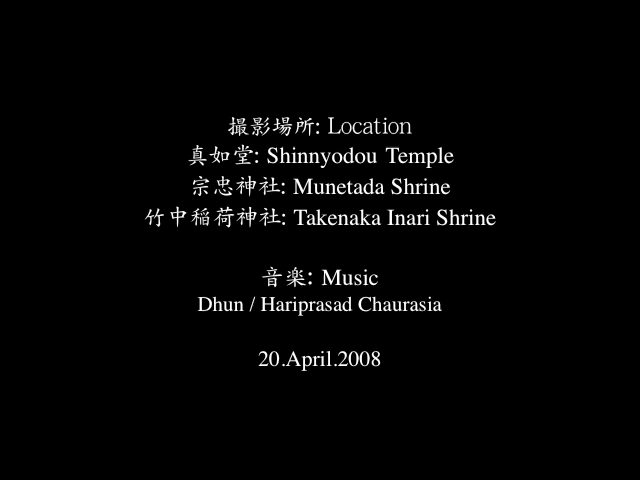 撮影場所: Location
真如堂: Shinnyodou Temple
宗忠神社: Munetada Shrine
竹中稲荷神社: Takenaka Inari Shrine
音楽: Music
Dhun / Hariprasad Chaurasia
20.April.2008